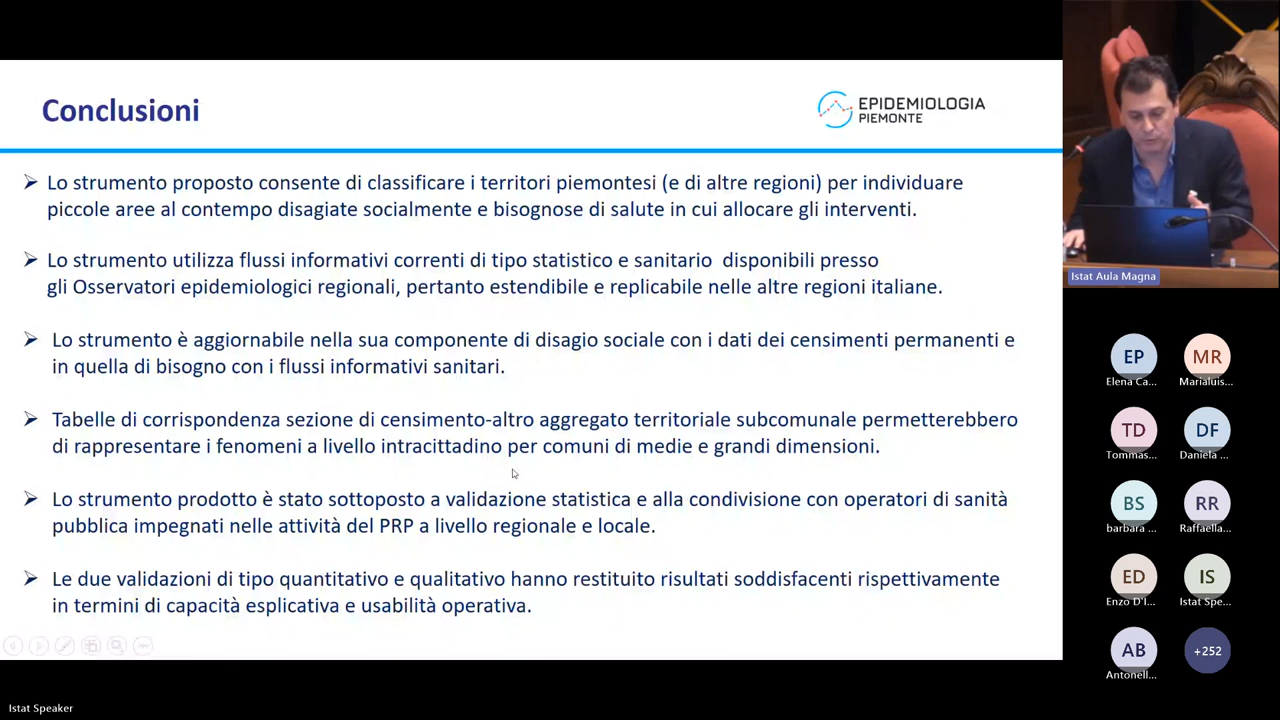 Conclusioni
EPIDEMIOLOGIA
PIEMONTE
Lo strumento proposto consente di classificare i territori piemontesi (e di altre regioni) per individuare
piccole aree al contempo disagiate socialmente e bisognose di salute in cui allocare gli interventi.
Lo strumento utilizza flussi informativi correnti di tipo statistico e sanitario disponibili presso
gli Osservatori epidemiologici regionali, pertanto estendibile e replicabile nelle altre regioni italiane.
Lo strumento è aggiornabile nella sua componente di disagio sociale con i dati dei censimenti permanenti e
in quella di bisogno con i flussi informativi sanitari.
Tabelle di corrispondenza sezione di censimento-altro aggregato territoriale subcomunale permetterebbero
di rappresentare i fenomeni a livello intracittadino per comuni di medie e grandi dimensioni.
Lo strumento prodotto è stato sottoposto a validazione statistica e alla condivisione con operatori di sanità
pubblica impegnati nelle attività del PRP a livello regionale e locale.
Le due validazioni di tipo quantitativo e qualitativo hanno restituito risultati soddisfacenti rispettivamente
in termini di capacità esplicativa e usabilità operativa.
Istat Speaker
Istat Aula Magna
EP MR
Elena Ca... Marialuis...
TD DF
Tommas... Daniela ...
BS RR
barbara ... Raffaella...
ED IS
Enzo D'I... Istat Spe...
AB +252
Antonell...